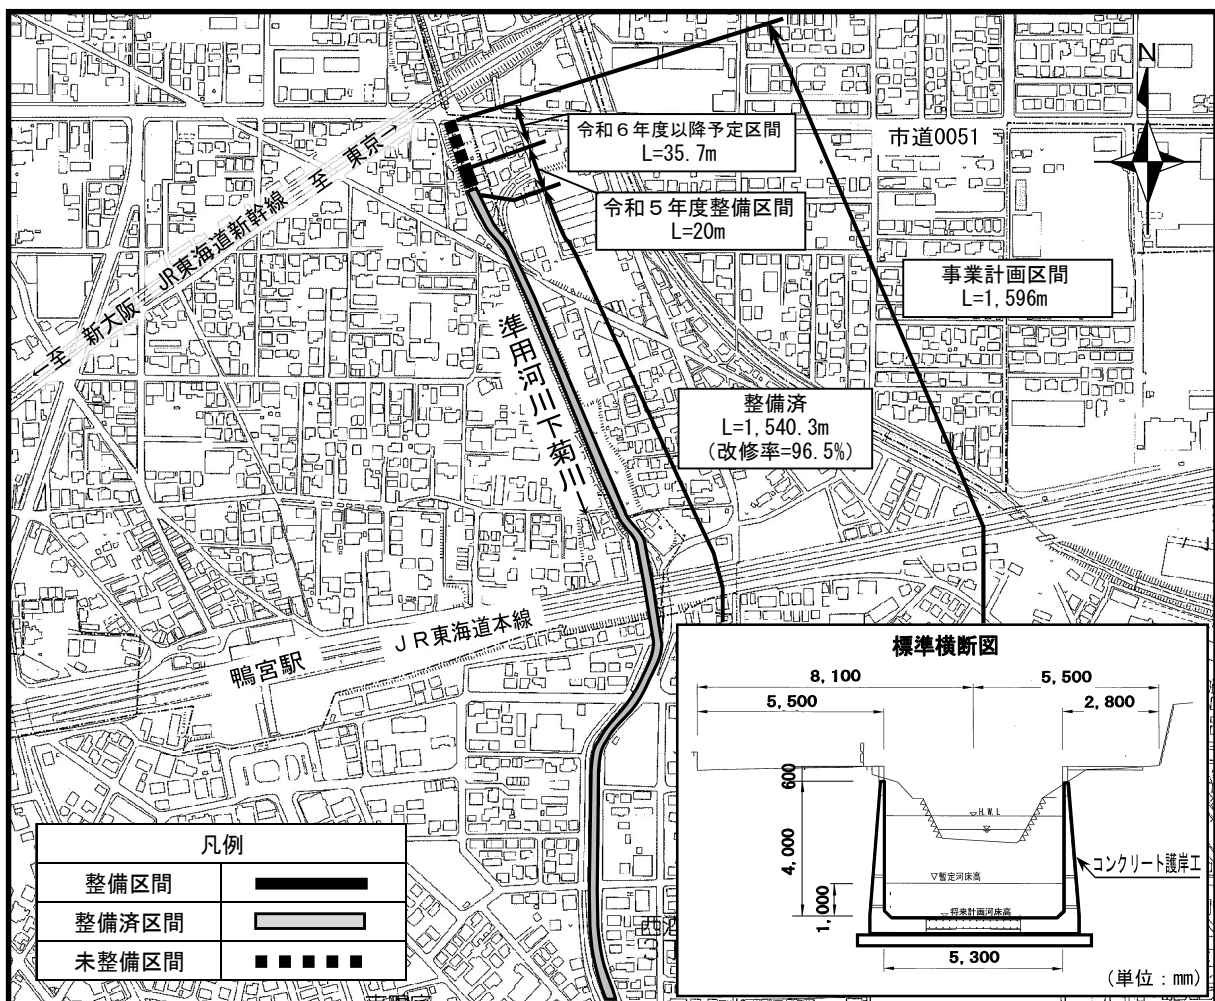 N
令和６年度以降予定区間
L=35.7m
市道0051
令和５年度整備区間
L=20m
事業計画区間
L=1,596m
←至 新大阪 JR東海道新幹線 至 東京→
準用河川下菊川→
整備済
L=1,540.3m
(改修率=96.5%)
ＪＲ東海道本線
鴨宮駅
標準横断図
8,100
5,500
5,500
2,800
600
H.W.L
4,000
コンクリート護岸工
▽暫定河床高
1,000
将来計画河床高
5,300
(単位：mm)
凡例
整備区間
整備済区間
未整備区間